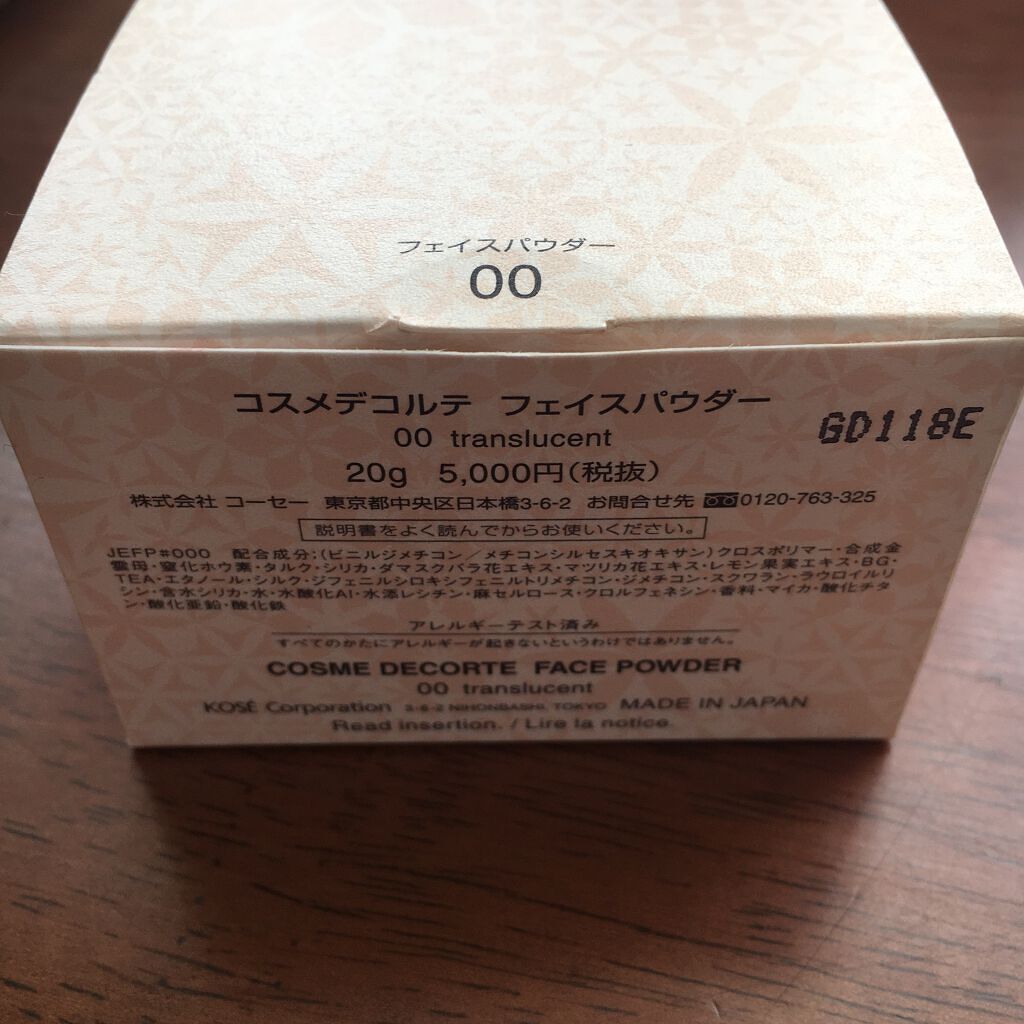 フェイスパウダー
00
コスメデコルテ フェイスパウダー
00 translucent
GD118E
20g 5,000円(税抜)
株式会社 コーセー 東京都中央区日本橋3-6-2 お問合せ先 0120-763-325
説明書をよく読んでからお使いください。
JEFP#000 配合成分:(ビニルジメチコン/メチコンシルセスキオキサン)クロスポリマー・合成金
雲母・窒化ホウ素・タルク・シリカ・ダマスクバラ花エキス・マツリカ花エキス・レモン果実エキス・BG・
TEA・エタノール・シルク・ジフェニルシロキシフェニルトリメチコン・ジメチコン・スクワラン・ラウロイルリ
シン・含水シリカ・水・水酸化Al・水添レシチン・麻セルロース・クロルフェネシン・香料・マイカ・酸化チタ
ン・酸化亜鉛・酸化鉄
アレルギーテスト済み
すべてのかたにアレルギーが起きないというわけではありません。
COSME DECORTE FACE POWDER
00 translucent
KOSÉ Corporation 3-6-2 NIHONBASHI, TOKYO MADE IN JAPAN
Read insertion. / Lire la notice.